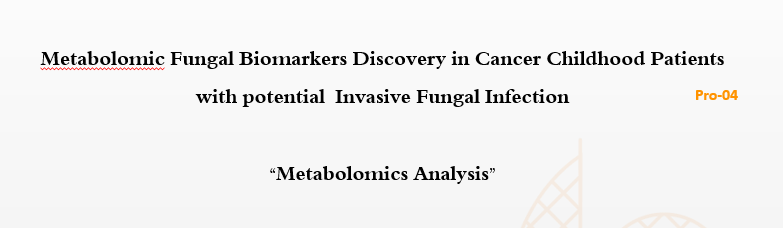 Metabolomic Fungal Biomarkers Discovery in Cancer Childhood Patients
with potential  Invasive Fungal Infection
Pro-04
“Metabolomics Analysis”